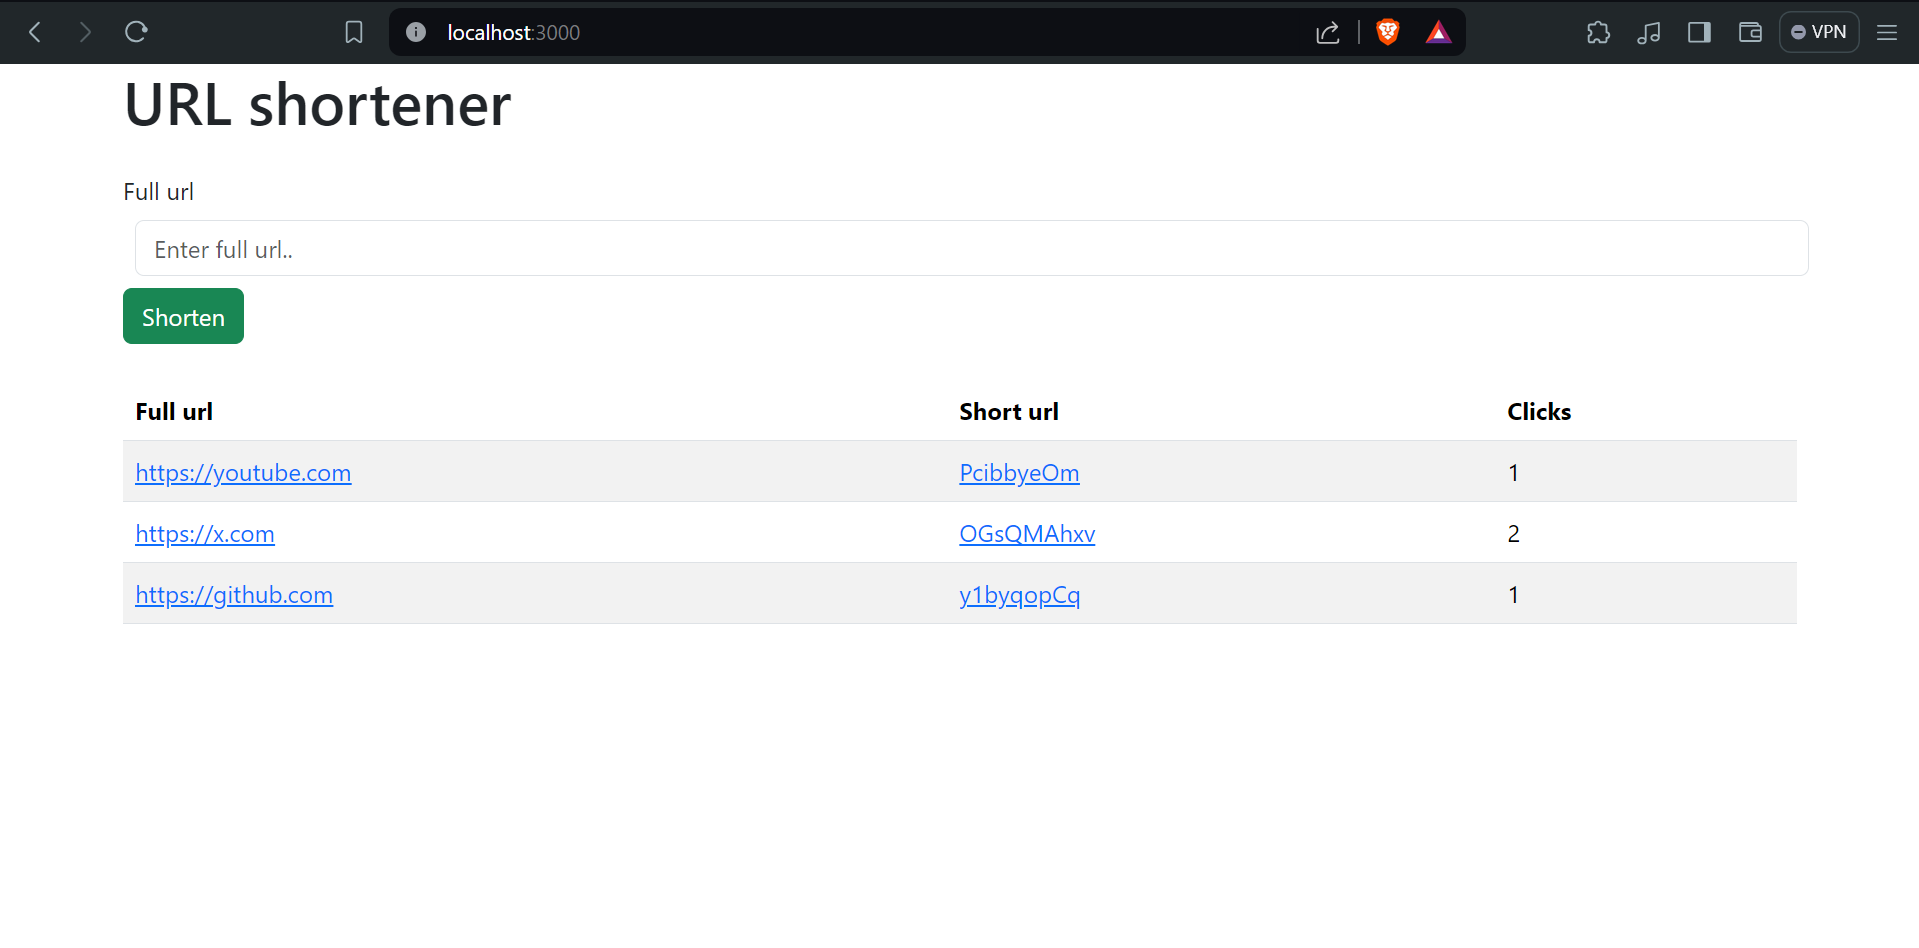 localhost:3000
VPN
URL shortener
Full url
Enter full url..
Shorten
Full url Short url Clicks
https://youtube.com PcibbyeOm 1
https://x.com OGsQMAhxv 2
https://github.com y1byqopCq 1